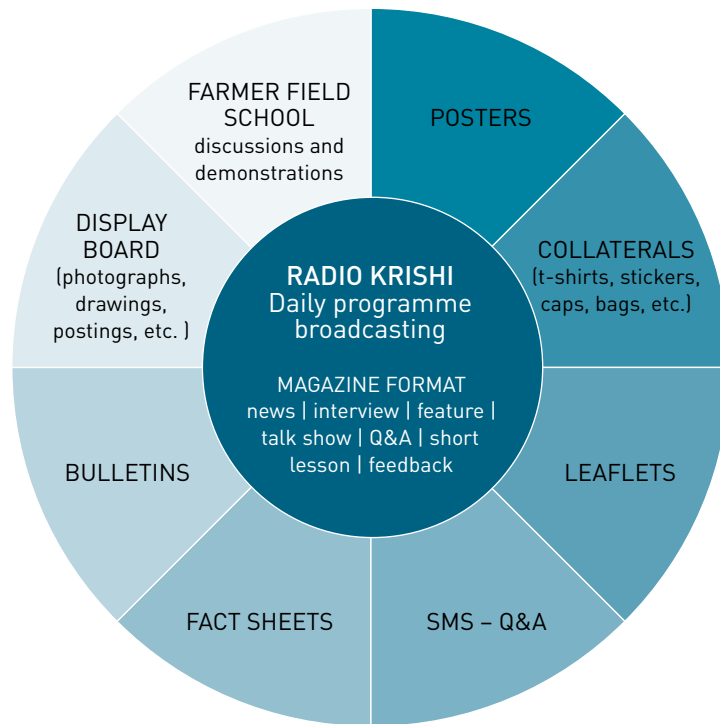 FARMER FIELD
SCHOOL
discussions and
demonstrations
POSTERS
DISPLAY
BOARD
(photographs,
drawings,
postings, etc. )
RADIO KRISHI
Daily programme
broadcasting
MAGAZINE FORMAT
news | interview | feature |
talk show | Q&A | short
lesson | feedback
COLLATERALS
(t-shirts, stickers,
caps, bags, etc.)
BULLETINS
LEAFLETS
FACT SHEETS
SMS – Q&A